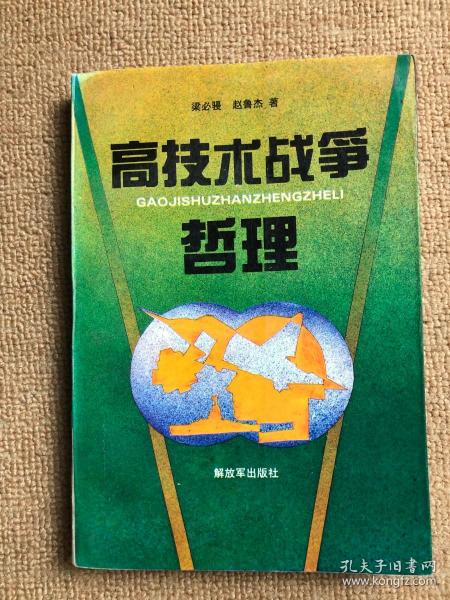 梁必骎 赵鲁杰 著
高技术战争
GAOJISHUZHANZHENGZHELI
哲理
解放军出版社
孔夫子旧书网
www.kongfz.com